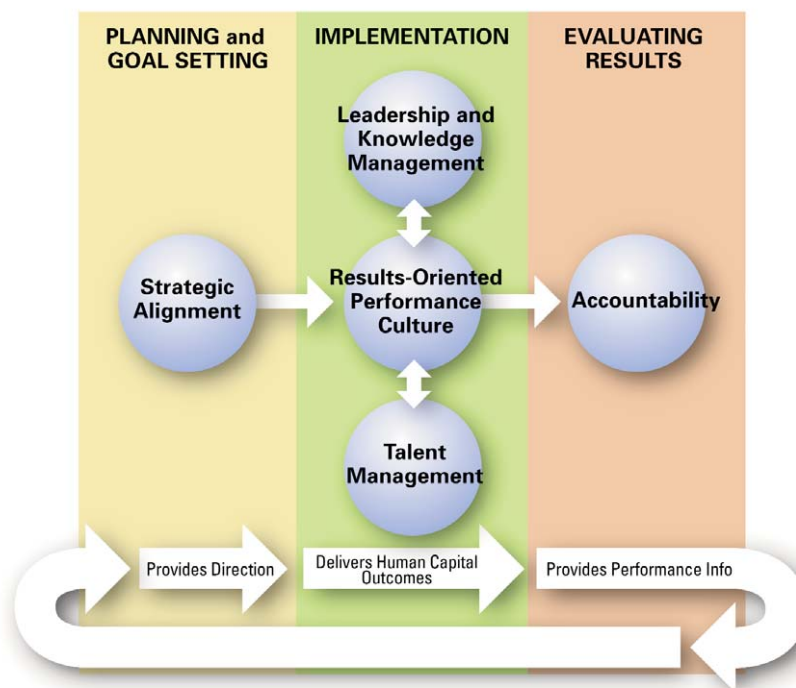 PLANNING and
GOAL SETTING
IMPLEMENTATION
EVALUATING
RESULTS
Leadership and
Knowledge
Management
Strategic
Alignment
Results-Oriented
Performance
Culture
Accountability
Talent
Management
Provides Direction
Delivers Human Capital
Outcomes
Provides Performance Info